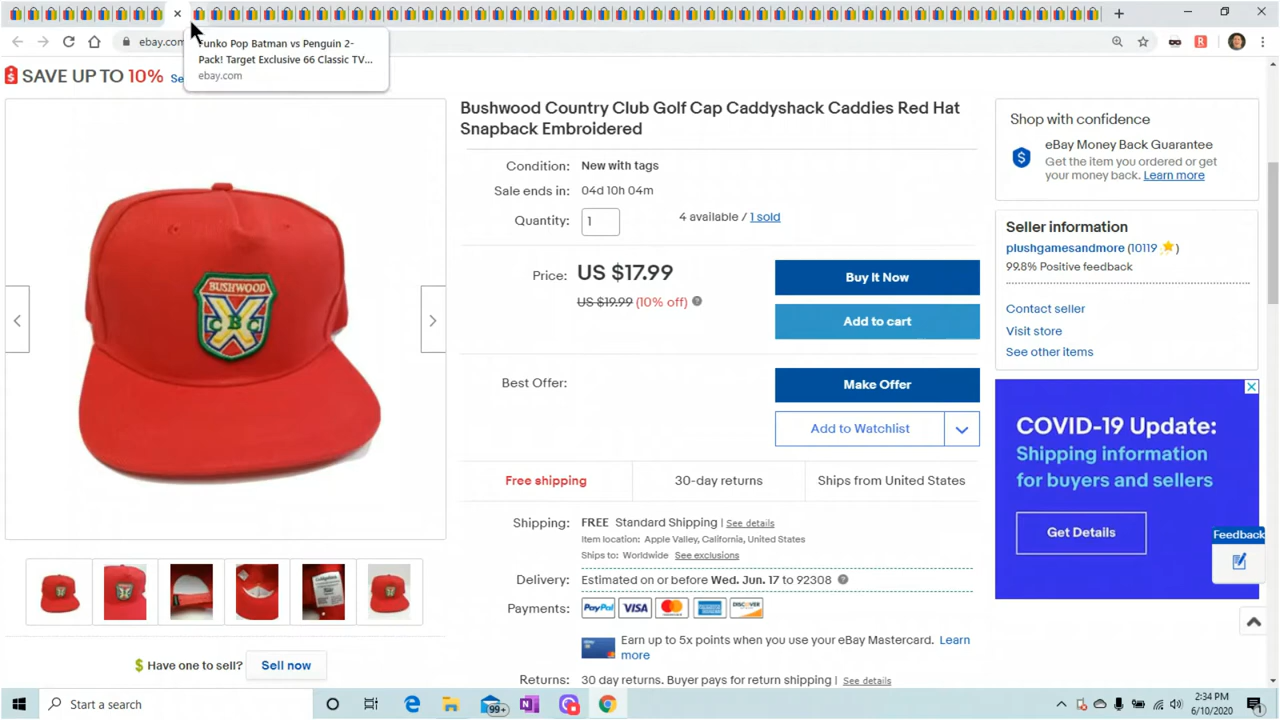 ebay.com
Funko Pop Batman vs Penguin 2-
Pack! Target Exclusive 66 Classic TV...
ebay.com
SAVE UP TO 10%
Bushwood Country Club Golf Cap Caddyshack Caddies Red Hat
Snapback Embroidered
Condition: New with tags
Sale ends in: 04d 10h 04m
Quantity: 1 4 available / 1 sold
Price: US $17.99
US $19.99 (10% off)
Buy It Now
Add to cart
Best Offer:
Make Offer
Add to Watchlist
Free shipping 30-day returns Ships from United States
Shipping: FREE Standard Shipping | See details
Item location: Apple Valley, California, United States
Ships to: Worldwide See exclusions
Delivery: Estimated on or before Wed. Jun. 17 to 92308
Payments: PayPal VISA DISCOVER
Earn up to 5x points when you use your eBay Mastercard. Learn
more
Returns: 30 day returns. Buyer pays for return shipping | See details
BUSHWOOD
CBC
$ Have one to sell? Sell now
Shop with confidence
eBay Money Back Guarantee
Get the item you ordered or get
your money back. Learn more
Seller information
plushgamesandmore (10119 )
99.8% Positive feedback
Contact seller
Visit store
See other items
COVID-19 Update:
Shipping information
for buyers and sellers
Get Details
Feedback
Type here to search
2:34 PM
6/10/2020
99+